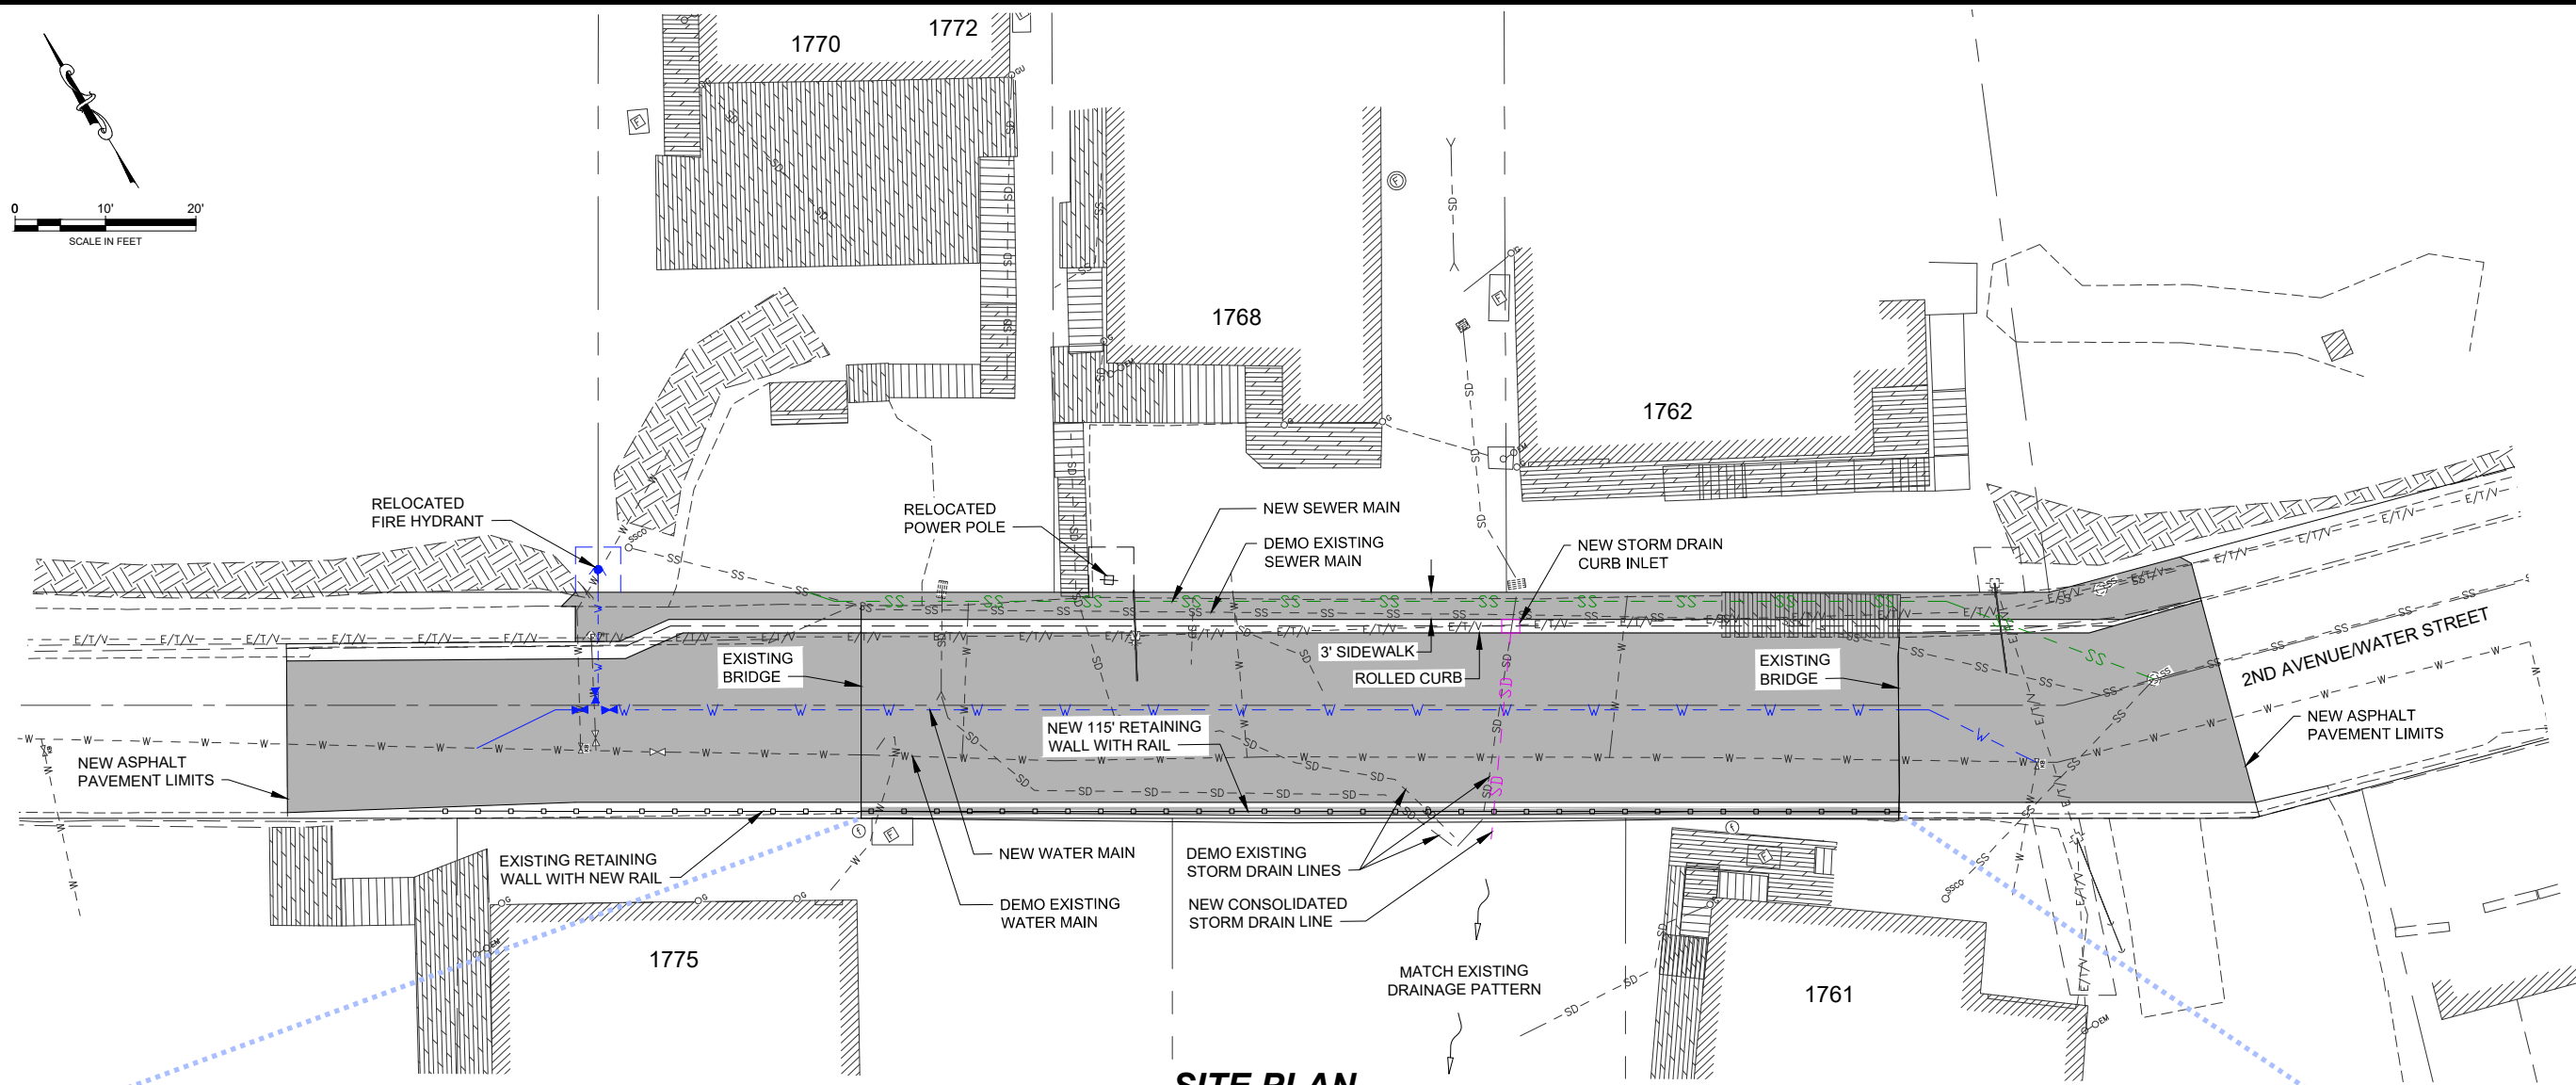 1770
1772
0 10' 20'
SCALE IN FEET
1768
1762
RELOCATED
FIRE HYDRANT
RELOCATED
POWER POLE
NEW SEWER MAIN
DEMO EXISTING
SEWER MAIN
NEW STORM DRAIN
CURB INLET
3' SIDEWALK
ROLLED CURB
EXISTING
BRIDGE
EXISTING
BRIDGE
2ND AVENUE/WATER STREET
NEW ASPHALT
PAVEMENT LIMITS
NEW 115' RETAINING
WALL WITH RAIL
NEW ASPHALT
PAVEMENT LIMITS
EXISTING RETAINING
WALL WITH NEW RAIL
NEW WATER MAIN
DEMO EXISTING
WATER MAIN
DEMO EXISTING
STORM DRAIN LINES
NEW CONSOLIDATED
STORM DRAIN LINE
MATCH EXISTING
DRAINAGE PATTERN
1775
1761
SITE PLAN